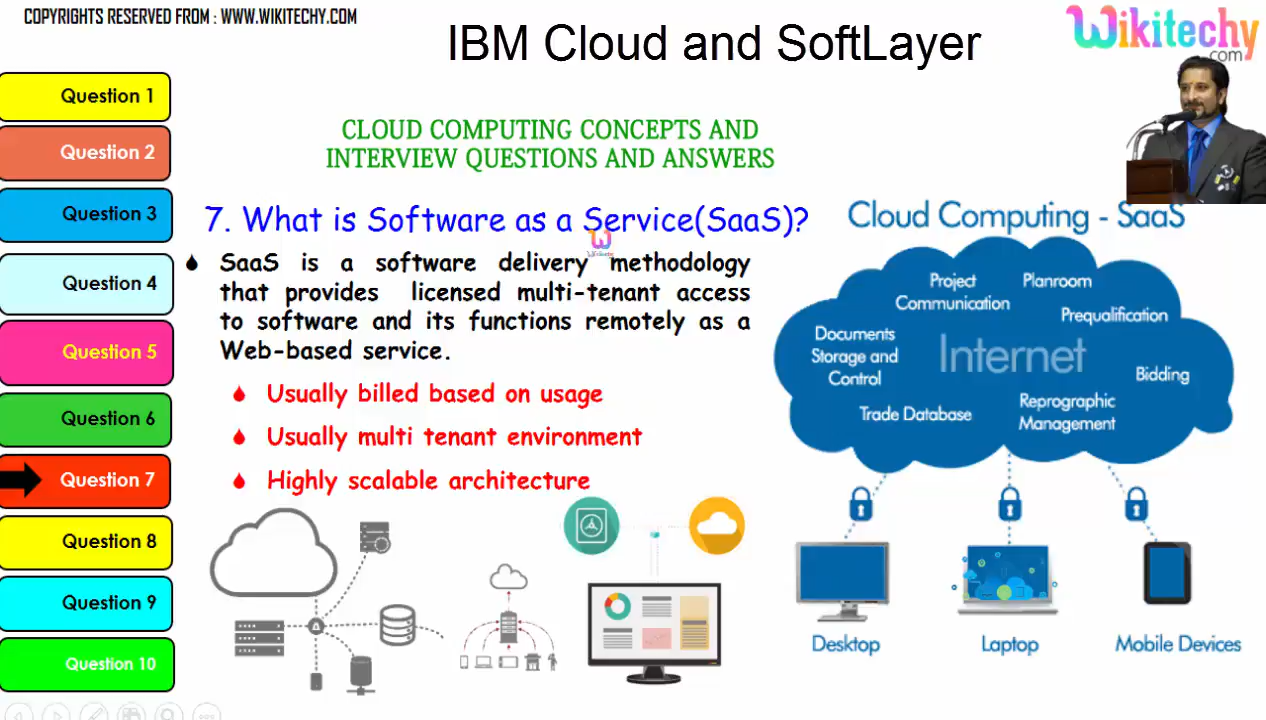 COPYRIGHTS RESERVED FROM : WWW.WIKITECHY.COM
IBM Cloud and SoftLayer
Wikitechy
.com
Question 1
Question 2
Question 3
Question 4
Question 5
Question 6
Question 7
Question 8
Question 9
Question 10
CLOUD COMPUTING CONCEPTS AND
INTERVIEW QUESTIONS AND ANSWERS
7. What is Software as a Service(SaaS)?
SaaS is a software delivery methodology
that provides licensed multi-tenant access
to software and its functions remotely as a
Web-based service.
Usually billed based on usage
Usually multi tenant environment
Highly scalable architecture
Cloud Computing - SaaS
Project
Communication
Planroom
Prequalification
Documents
Storage and
Control
Internet
Bidding
Trade Database
Reprographic
Management
Desktop
Laptop
Mobile Devices